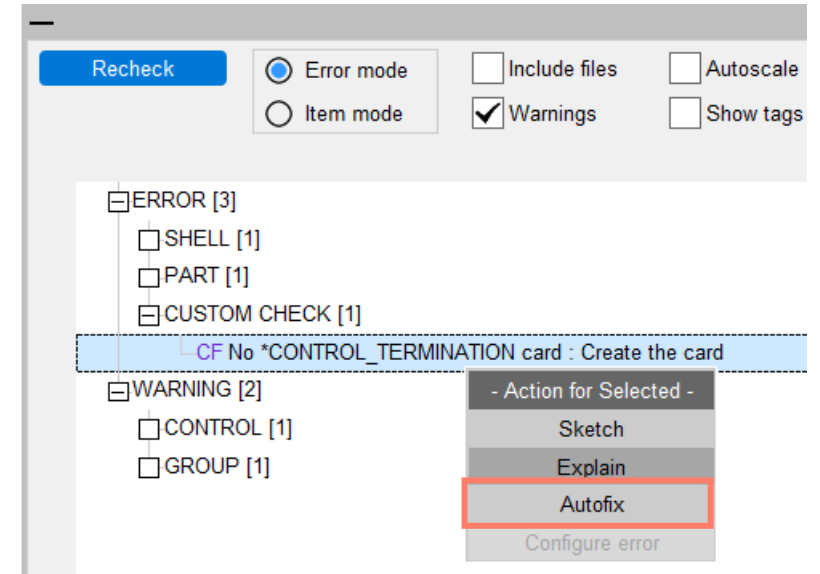 Recheck
Error mode
Include files
Autoscale
Item mode
Warnings
Show tags
ERROR [3]
SHELL [1]
PART [1]
CUSTOM CHECK [1]
CF No *CONTROL_TERMINATION card : Create the card
WARNING [2]
- Action for Selected -
CONTROL [1]
Sketch
GROUP [1]
Explain
Autofix
Configure error